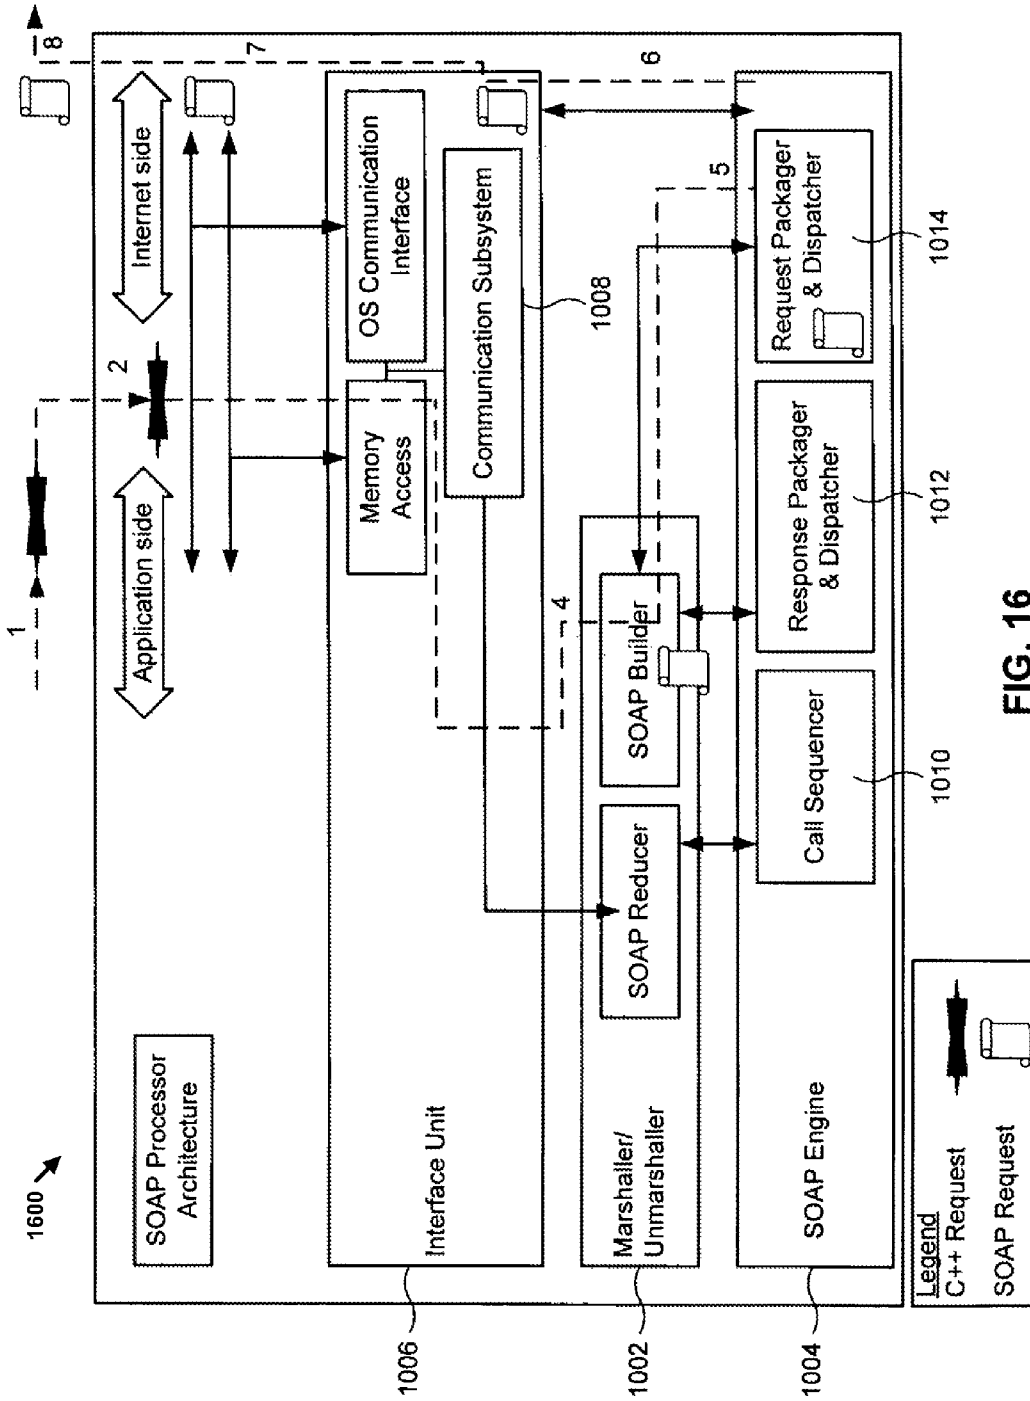 1600
SOAP Processor
Architecture
1
2
8
7
Application side
Internet side
Interface Unit
1006
Memory
Access
OS Communication
Interface
Communication Subsystem
1008
4
5
6
Marshaller/
Unmarshaller
1002
SOAP Reducer
SOAP Builder
SOAP Engine
1004
Call Sequencer
1010
Response Packager
& Dispatcher
1012
Request Packager
& Dispatcher
1014
Legend
C++ Request
SOAP Request
FIG. 16